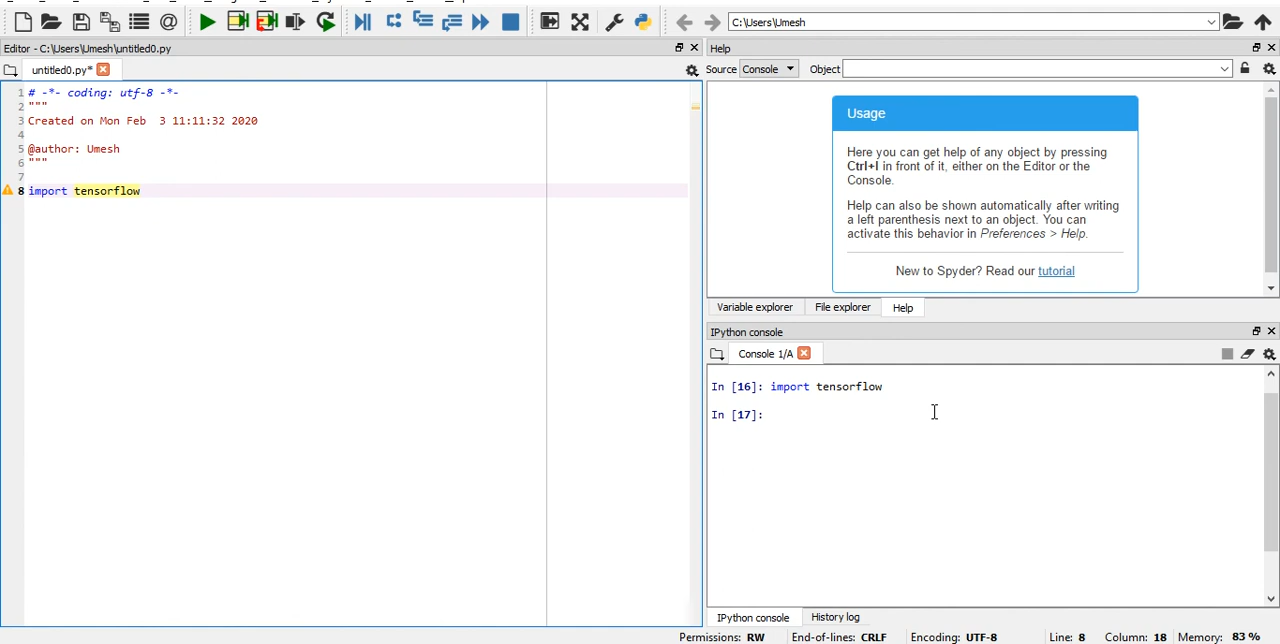 C:\Users\Umesh
Editor - C:\Users\Umesh\untitled0.py
untitled0.py*
1 # -*- coding: utf-8 -*-
2 """
3 Created on Mon Feb  3 11:11:32 2020
4
5 @author: Umesh
6 """
7
8 import tensorflow
Help
Source Console Object
Usage
Here you can get help of any object by pressing
Ctrl+I in front of it, either on the Editor or the
Console.
Help can also be shown automatically after writing
a left parenthesis next to an object. You can
activate this behavior in Preferences > Help.
New to Spyder? Read our tutorial
Variable explorer File explorer Help
IPython console
Console 1/A
In [16]: import tensorflow
In [17]:
IPython console History log
Permissions: RW End-of-lines: CRLF Encoding: UTF-8 Line: 8 Column: 18 Memory: 83 %